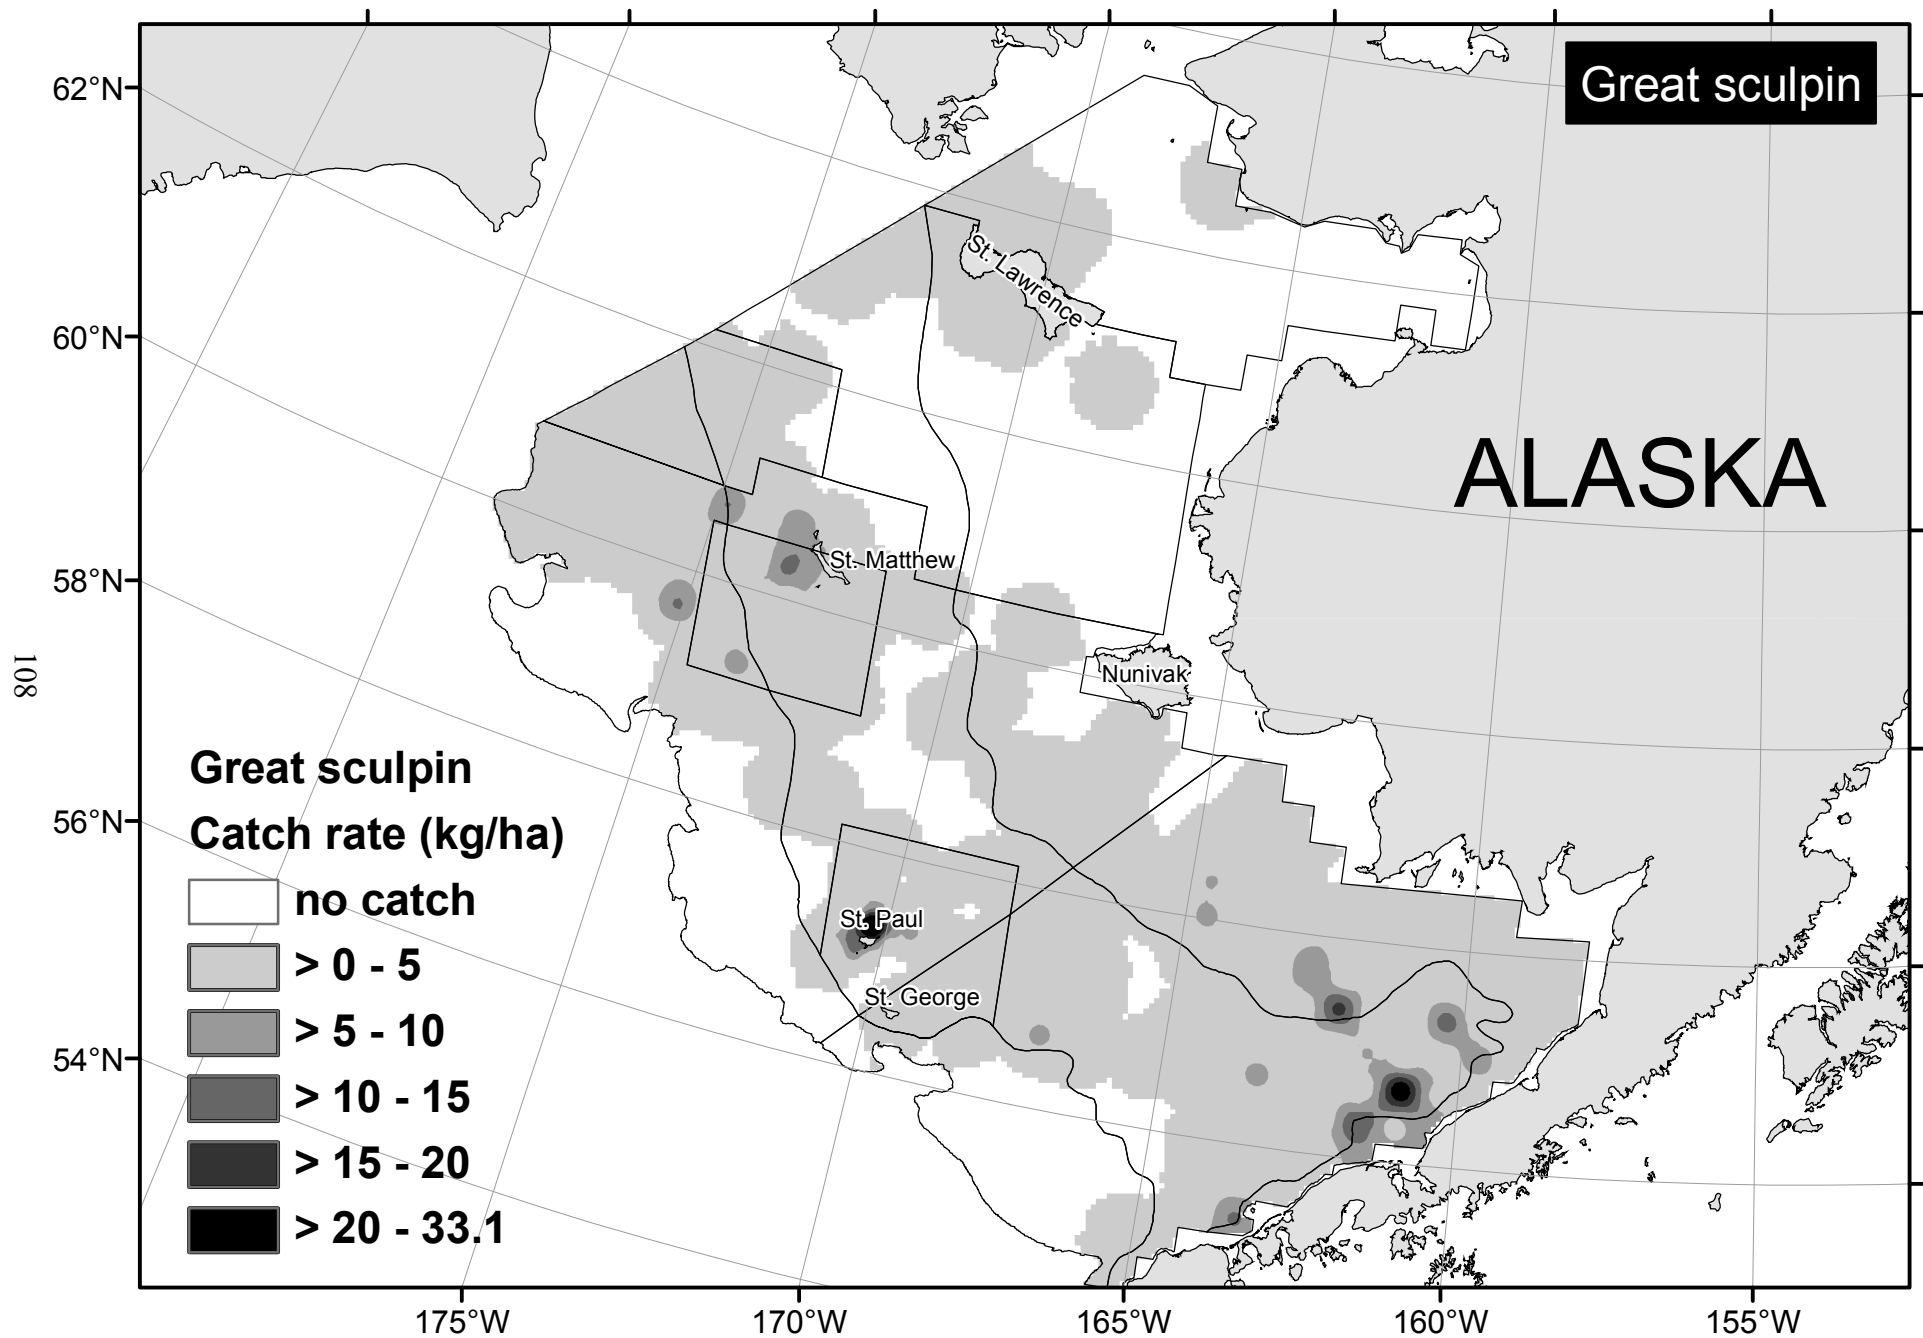 Great sculpin
62°N
60°N
58°N
56°N
54°N
St. Lawrence
ALASKA
St. Matthew
Nunivak
St. Paul
St. George
108
Great sculpin
Catch rate (kg/ha)
no catch
> 0 - 5
> 5 - 10
> 10 - 15
> 15 - 20
> 20 - 33.1
175°W
170°W
165°W
160°W
155°W